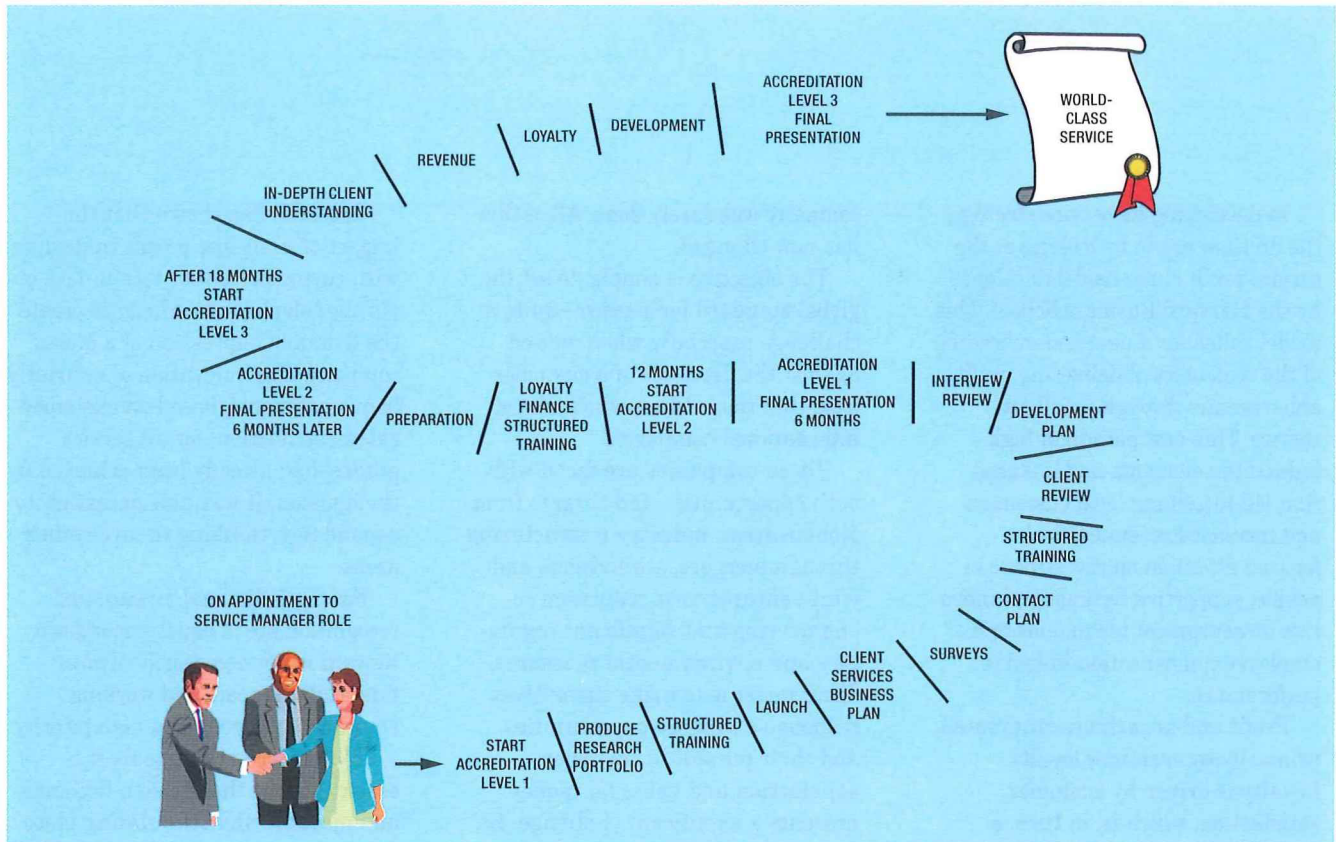 ACCREDITATION
LEVEL 3
FINAL
PRESENTATION
WORLD-
CLASS
SERVICE
DEVELOPMENT
LOYALTY
REVENUE
IN-DEPTH CLIENT
UNDERSTANDING
AFTER 18 MONTHS
START
ACCREDITATION
LEVEL 3
ACCREDITATION
LEVEL 2
FINAL PRESENTATION
6 MONTHS LATER
PREPARATION
LOYALTY
FINANCE
STRUCTURED
TRAINING
12 MONTHS
START
ACCREDITATION
LEVEL 2
ACCREDITATION
LEVEL 1
FINAL PRESENTATION
6 MONTHS
INTERVIEW
REVIEW
DEVELOPMENT
PLAN
CLIENT
REVIEW
STRUCTURED
TRAINING
CONTACT
PLAN
SURVEYS
CLIENT
SERVICES
BUSINESS
PLAN
LAUNCH
STRUCTURED
TRAINING
PRODUCE
RESEARCH
PORTFOLIO
START
ACCREDITATION
LEVEL 1
ON APPOINTMENT TO
SERVICE MANAGER ROLE